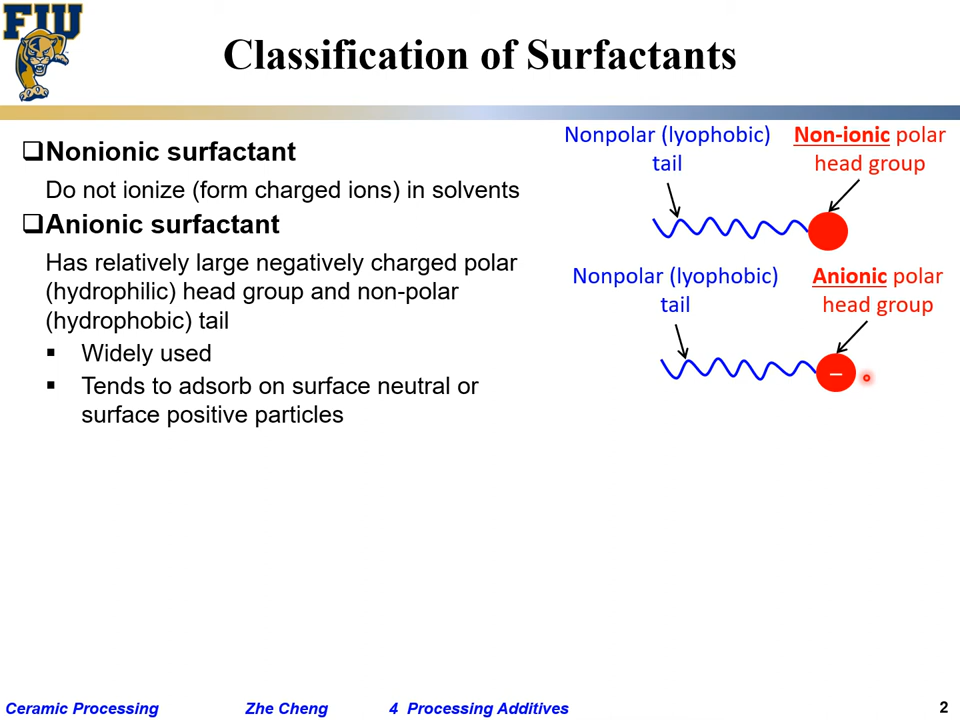 FIU
Classification of Surfactants
❑Nonionic surfactant
Do not ionize (form charged ions) in solvents
❑Anionic surfactant
Has relatively large negatively charged polar
(hydrophilic) head group and non-polar
(hydrophobic) tail
▪ Widely used
▪ Tends to adsorb on surface neutral or
surface positive particles
Nonpolar (lyophobic)
tail
Non-ionic polar
head group
Nonpolar (lyophobic)
tail
Anionic polar
head group
–
Ceramic Processing Zhe Cheng 4 Processing Additives 2